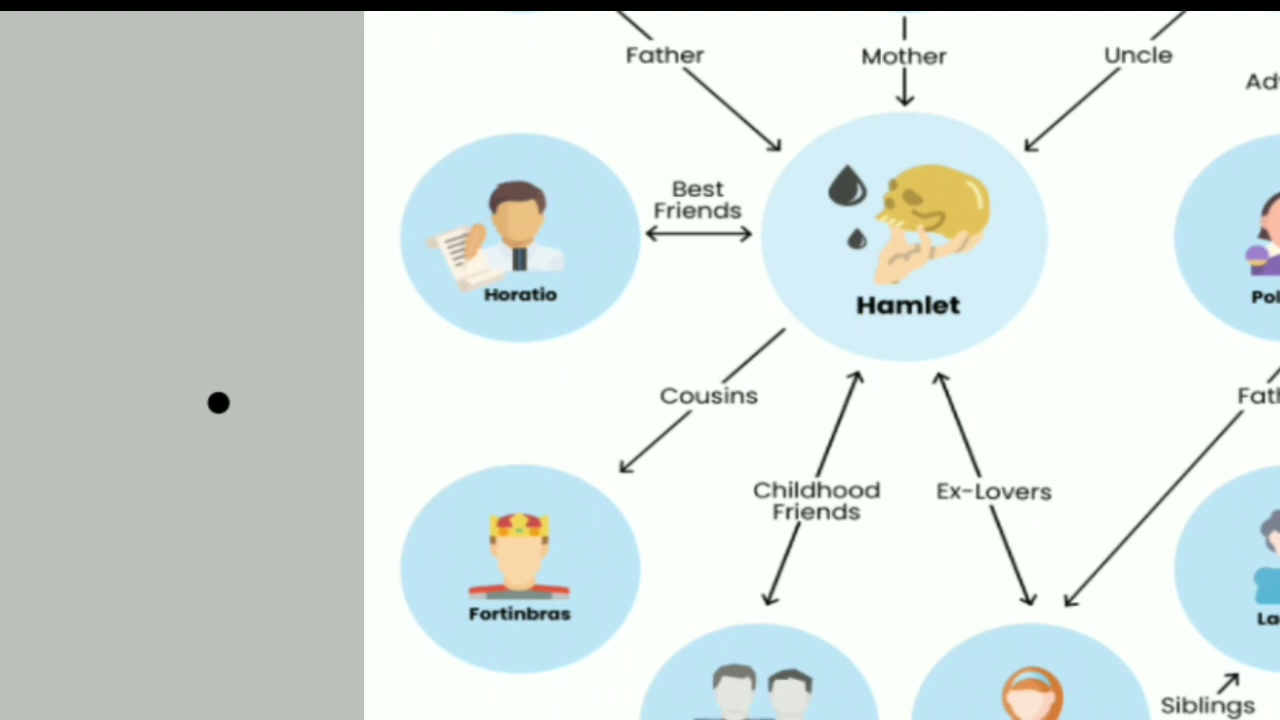 Father
Mother
Uncle
Best
Friends
Horatio
Hamlet
Cousins
Childhood
Friends
Ex-Lovers
Fortinbras
Siblings